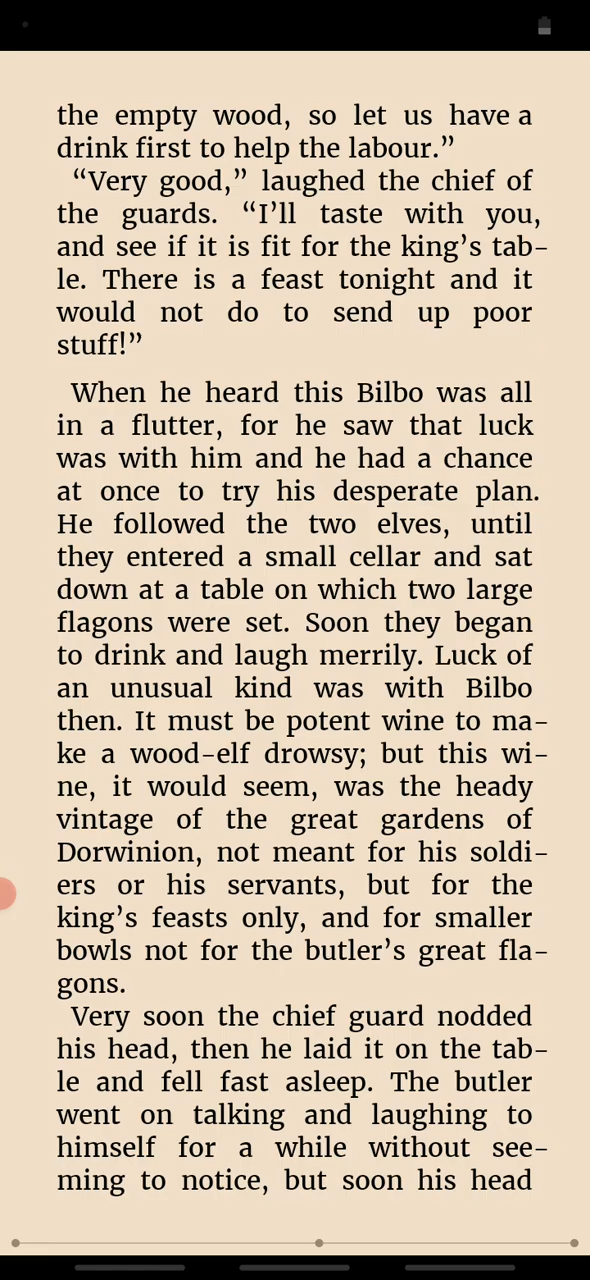 the empty wood, so let us have a
drink first to help the labour.”
“Very good,” laughed the chief of
the guards. “I’ll taste with you,
and see if it is fit for the king’s tab-
le. There is a feast tonight and it
would not do to send up poor
stuff!”
When he heard this Bilbo was all
in a flutter, for he saw that luck
was with him and he had a chance
at once to try his desperate plan.
He followed the two elves, until
they entered a small cellar and sat
down at a table on which two large
flagons were set. Soon they began
to drink and laugh merrily. Luck of
an unusual kind was with Bilbo
then. It must be potent wine to ma-
ke a wood-elf drowsy; but this wi-
ne, it would seem, was the heady
vintage of the great gardens of
Dorwinion, not meant for his soldi-
ers or his servants, but for the
king’s feasts only, and for smaller
bowls not for the butler’s great fla-
gons.
Very soon the chief guard nodded
his head, then he laid it on the tab-
le and fell fast asleep. The butler
went on talking and laughing to
himself for a while without see-
ming to notice, but soon his head